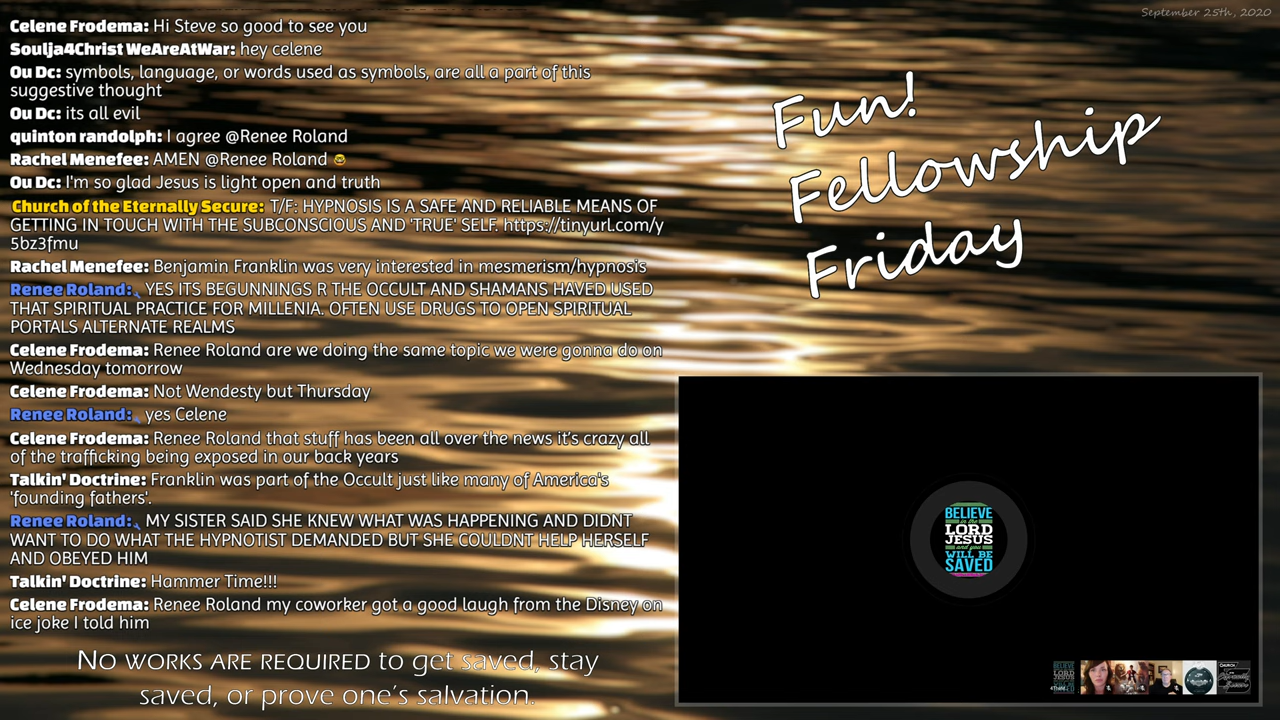 September 25th, 2020
Celene Frodema: Hi Steve so good to see you
Soulja4Christ WeAreAtWar: hey celene
Ou Dc: symbols, language, or words used as symbols, are all a part of this
suggestive thought
Ou Dc: its all evil
quinton randolph: I agree @Renee Roland
Rachel Menefee: AMEN @Renee Roland
Ou Dc: I'm so glad Jesus is light open and truth
Church of the Eternally Secure: T/F: HYPNOSIS IS A SAFE AND RELIABLE MEANS OF
GETTING IN TOUCH WITH THE SUBCONSCIOUS AND 'TRUE' SELF. https://tinyurl.com/y
5bz3fmu
Rachel Menefee: Benjamin Franklin was very interested in mesmerism/hypnosis
Renee Roland: YES ITS BEGUNNINGS R THE OCCULT AND SHAMANS HAVED USED
THAT SPIRITUAL PRACTICE FOR MILLENIA. OFTEN USE DRUGS TO OPEN SPIRITUAL
PORTALS ALTERNATE REALMS
Celene Frodema: Renee Roland are we doing the same topic we were gonna do on
Wednesday tomorrow
Celene Frodema: Not Wendesty but Thursday
Renee Roland: yes Celene
Celene Frodema: Renee Roland that stuff has been all over the news it's crazy all
of the trafficking being exposed in our back years
Talkin' Doctrine: Franklin was part of the Occult just like many of America's
'founding fathers'.
Renee Roland: MY SISTER SAID SHE KNEW WHAT WAS HAPPENING AND DIDNT
WANT TO DO WHAT THE HYPNOTIST DEMANDED BUT SHE COULDNT HELP HERSELF
AND OBEYED HIM
Talkin' Doctrine: Hammer Time!!!
Celene Frodema: Renee Roland my coworker got a good laugh from the Disney on
ice joke I told him
NO WORKS ARE REQUIRED to get saved, stay
saved, or prove one's salvation.
Fun!
Fellowship
Friday
BELIEVE
in the
LORD
JESUS
and you
WILL BE
SAVED